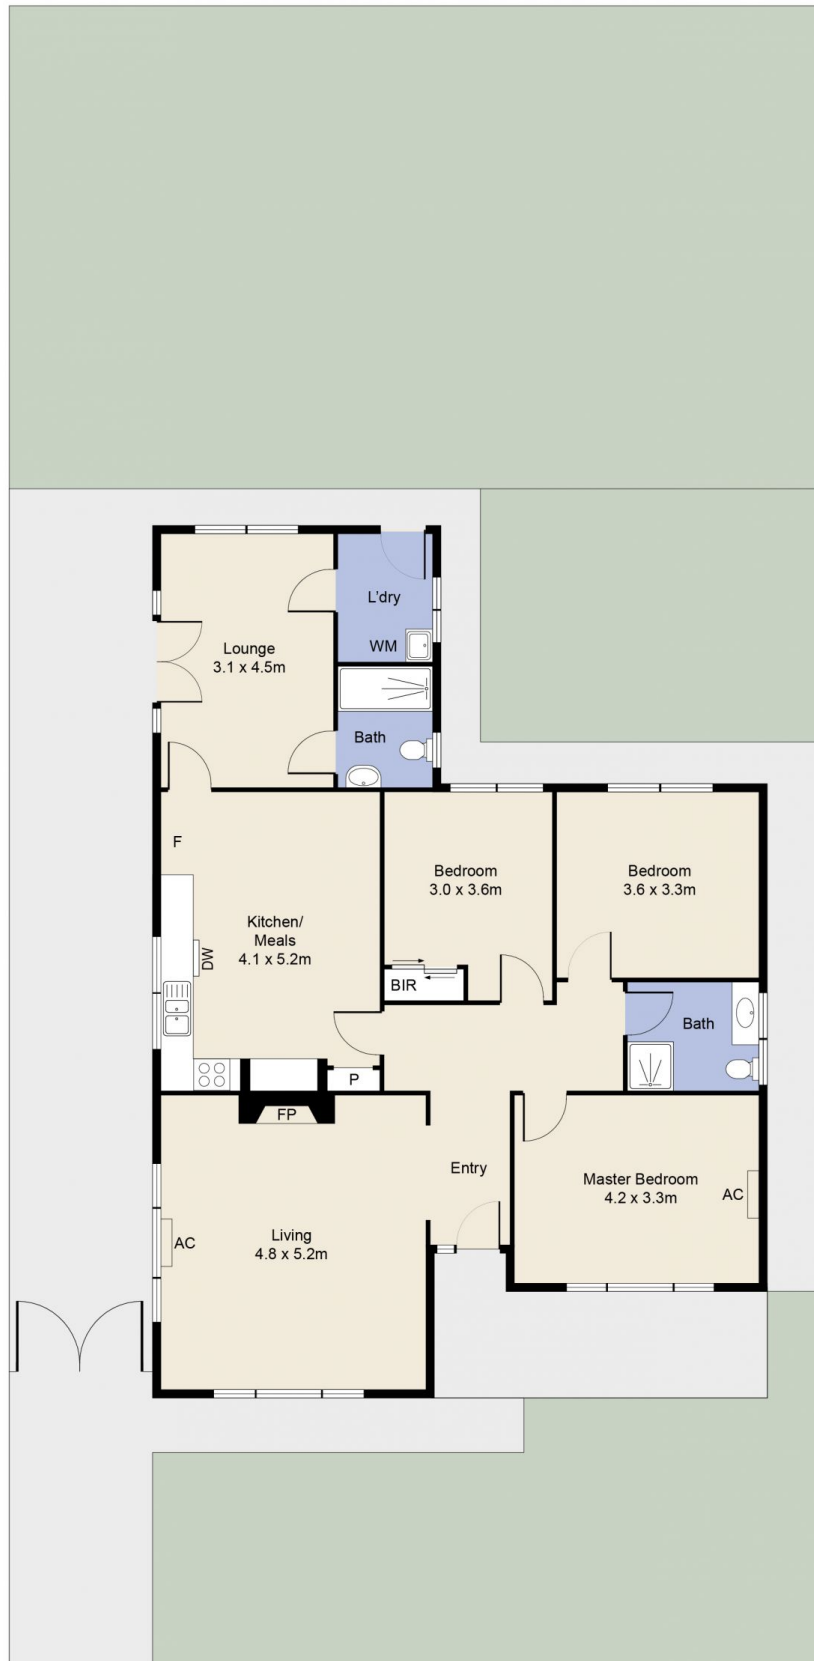 L'dry
Lounge
3.1 x 4.5m
WM
Bath
F
Bedroom
3.0 x 3.6m
Bedroom
3.6 x 3.3m
Kitchen/
Meals
4.1 x 5.2m
DW
BIR
Bath
P
FP
Entry
Master Bedroom
4.2 x 3.3m
AC
Living
4.8 x 5.2m
AC